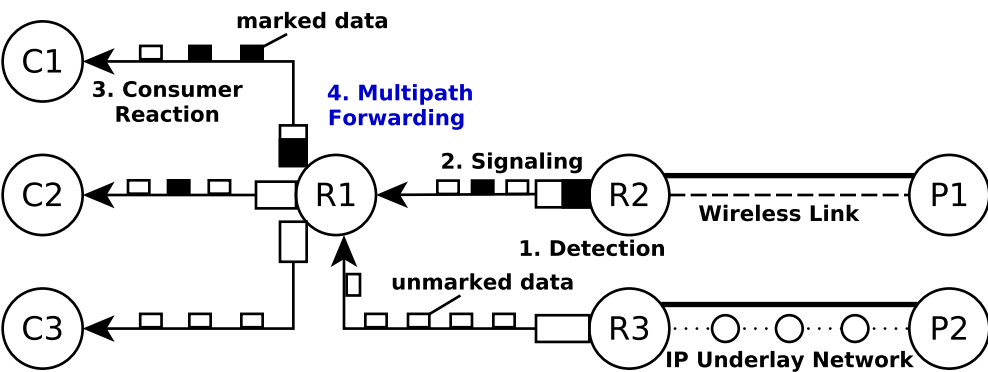 marked data
C1
3. Consumer
Reaction
4. Multipath
Forwarding
2. Signaling
C2
R1
R2
P1
Wireless Link
1. Detection
unmarked data
C3
R3
P2
IP Underlay Network